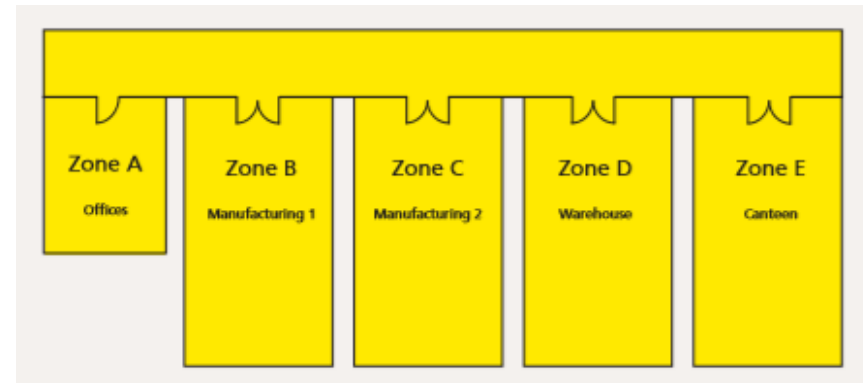 Zone A
Offices
Zone B
Manufacturing 1
Zone C
Manufacturing 2
Zone D
Warehouse
Zone E
Canteen